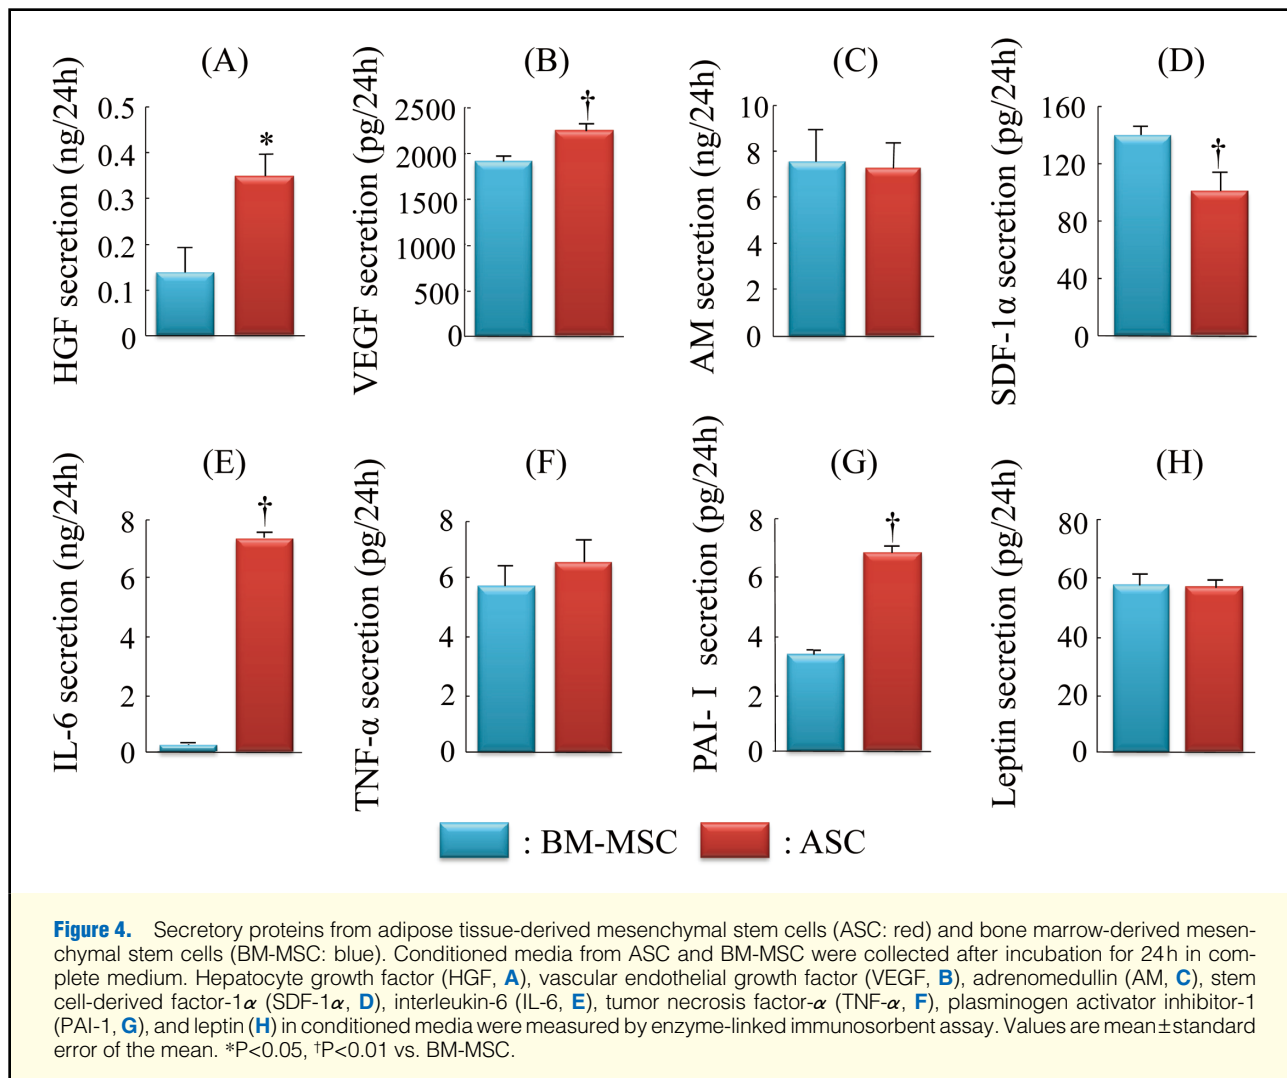 (A) (B) (C) (D)
HGF secretion (ng/24h)
0.5
0.4
0.3
0.2
0.1
0
*
VEGF secretion (pg/24h)
2500
2000
1500
1000
500
0
†
AM secretion (ng/24h)
10
8
6
4
2
0
SDF-1α secretion (pg/24h)
160
120
80
40
0
†
(E) (F) (G) (H)
IL-6 secretion (ng/24h)
8
6
4
2
0
†
TNF-α secretion (pg/24h)
8
6
4
2
0
PAI- I secretion (pg/24h)
8
6
4
2
0
†
Leptin secretion (pg/24h)
80
60
40
20
0
: BM-MSC : ASC
Figure 4. Secretory proteins from adipose tissue-derived mesenchymal stem cells (ASC: red) and bone marrow-derived mesen-
chymal stem cells (BM-MSC: blue). Conditioned media from ASC and BM-MSC were collected after incubation for 24h in com-
plete medium. Hepatocyte growth factor (HGF, A), vascular endothelial growth factor (VEGF, B), adrenomedullin (AM, C), stem
cell-derived factor-1α (SDF-1α, D), interleukin-6 (IL-6, E), tumor necrosis factor-α (TNF-α, F), plasminogen activator inhibitor-1
(PAI-1, G), and leptin (H) in conditioned media were measured by enzyme-linked immunosorbent assay. Values are mean±standard
error of the mean. *P<0.05, †P<0.01 vs. BM-MSC.